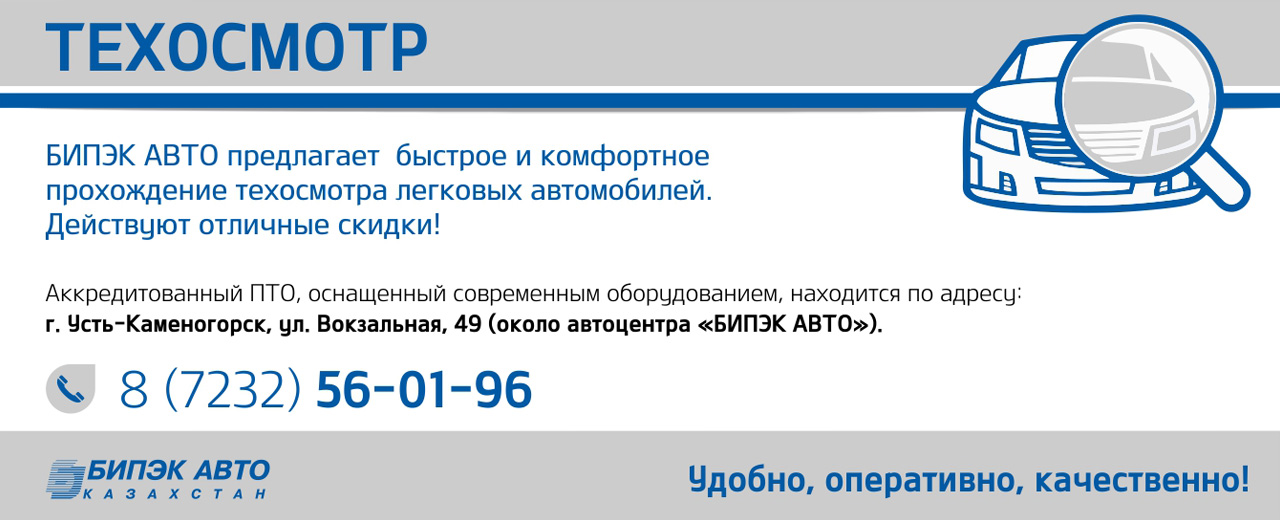 ТЕХОСМОТР
БИПЭК АВТО предлагает быстрое и комфортное
прохождение техосмотра легковых автомобилей.
Действуют отличные скидки!
Аккредитованный ПТО, оснащенный современным оборудованием, находится по адресу:
г. Усть-Каменогорск, ул. Вокзальная, 49 (около автоцентра «БИПЭК АВТО»).
8 (7232) 56-01-96
БИПЭК АВТО
КАЗАХСТАН
Удобно, оперативно, качественно!